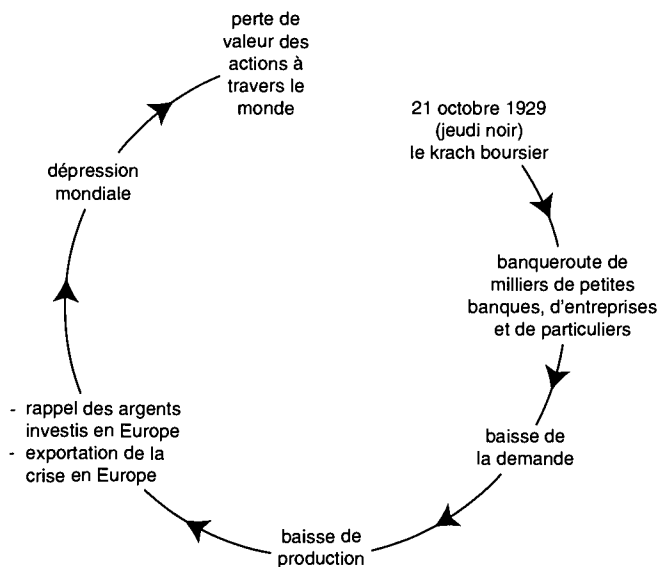 perte de
valeur des
actions à
travers le
monde
21 octobre 1929
(jeudi noir)
le krach boursier
banqueroute de
milliers de petites
banques, d'entreprises
et de particuliers
baisse de
la demande
baisse de
production
- rappel des argents
investis en Europe
- exportation de la
crise en Europe
dépression
mondiale